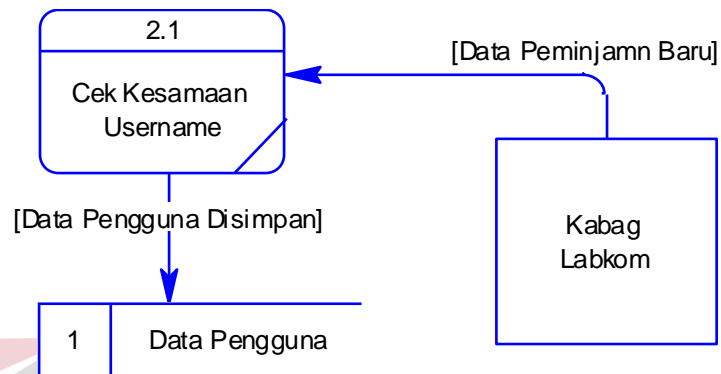 2.1
[Data Peminjamn Baru]
Cek Kesamaan
Username
[Data Pengguna Disimpan]
Kabag
Labkom
1
Data Pengguna